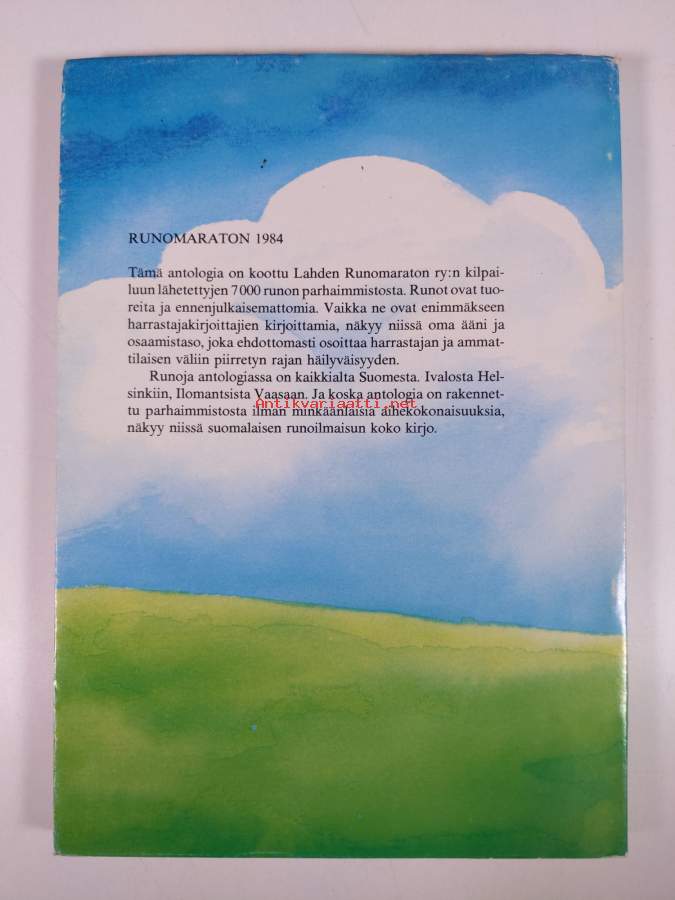 RUNOMARATON 1984
Tämä antologia on koottu Lahden Runomaraton ry:n kilpai-
luun lähetettyjen 7000 runon parhaimmistosta. Runot ovat tuo-
reita ja ennenjulkaisemattomia. Vaikka ne ovat enimmäkseen
harrastajakirjoittajien kirjoittamia, näkyy niissä oma ääni ja
osaamistaso, joka ehdottomasti osoittaa harrastajan ja ammat-
tilaisen väliin piirretyn rajan häilyväisyyden.
Runoja antologiassa on kaikkialta Suomesta. Ivalosta Hel-
sinkiin, Ilomantsista Vaasaan. Ja koska antologia on rakennet-
Antikvariaatti.net
tu parhaimmistosta ilman minkäänlaisia aihekokonaisuuksia,
näkyy niissä suomalaisen runoilmaisun koko kirjo.